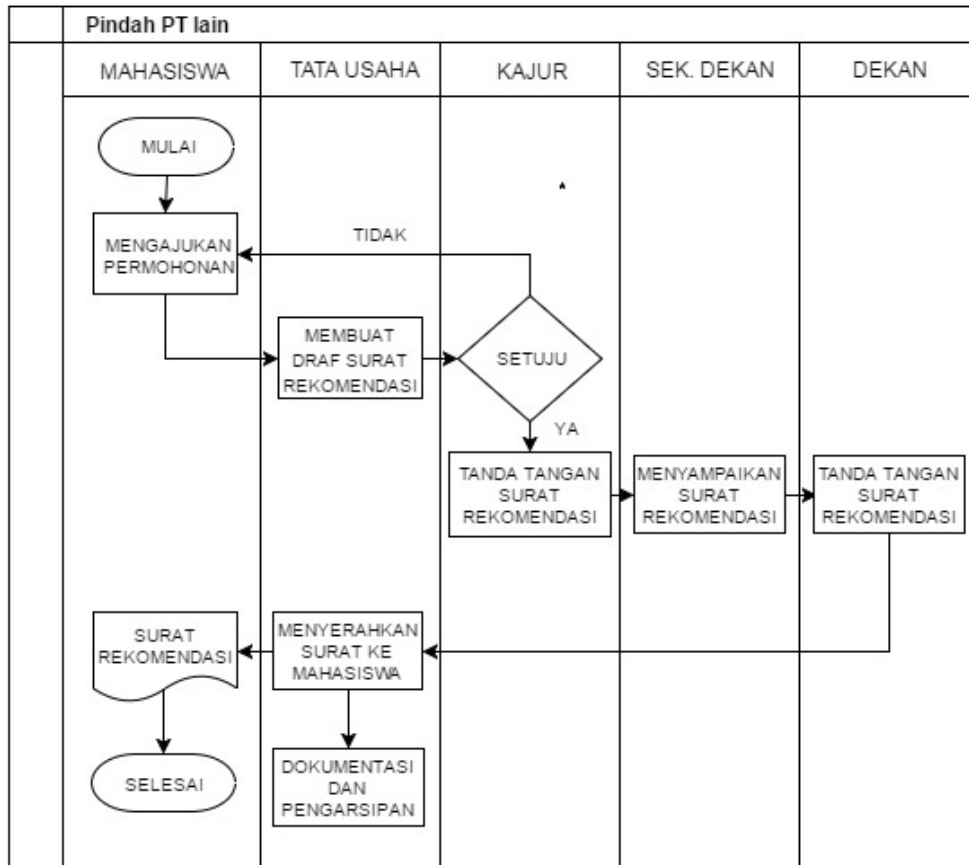 Pindah PT lain
MAHASISWA
TATA USAHA
KAJUR
SEK. DEKAN
DEKAN
MULAI
MENGAJUKAN
PERMOHONAN
TIDAK
MEMBUAT
DRAF SURAT
REKOMENDASI
SETUJU
YA
TANDA TANGAN
SURAT
REKOMENDASI
MENYAMPAIKAN
SURAT
REKOMENDASI
TANDA TANGAN
SURAT
REKOMENDASI
MENYERAHKAN
SURAT KE
MAHASISWA
SURAT
REKOMENDASI
SELESAI
DOKUMENTASI
DAN
PENGARSIPAN